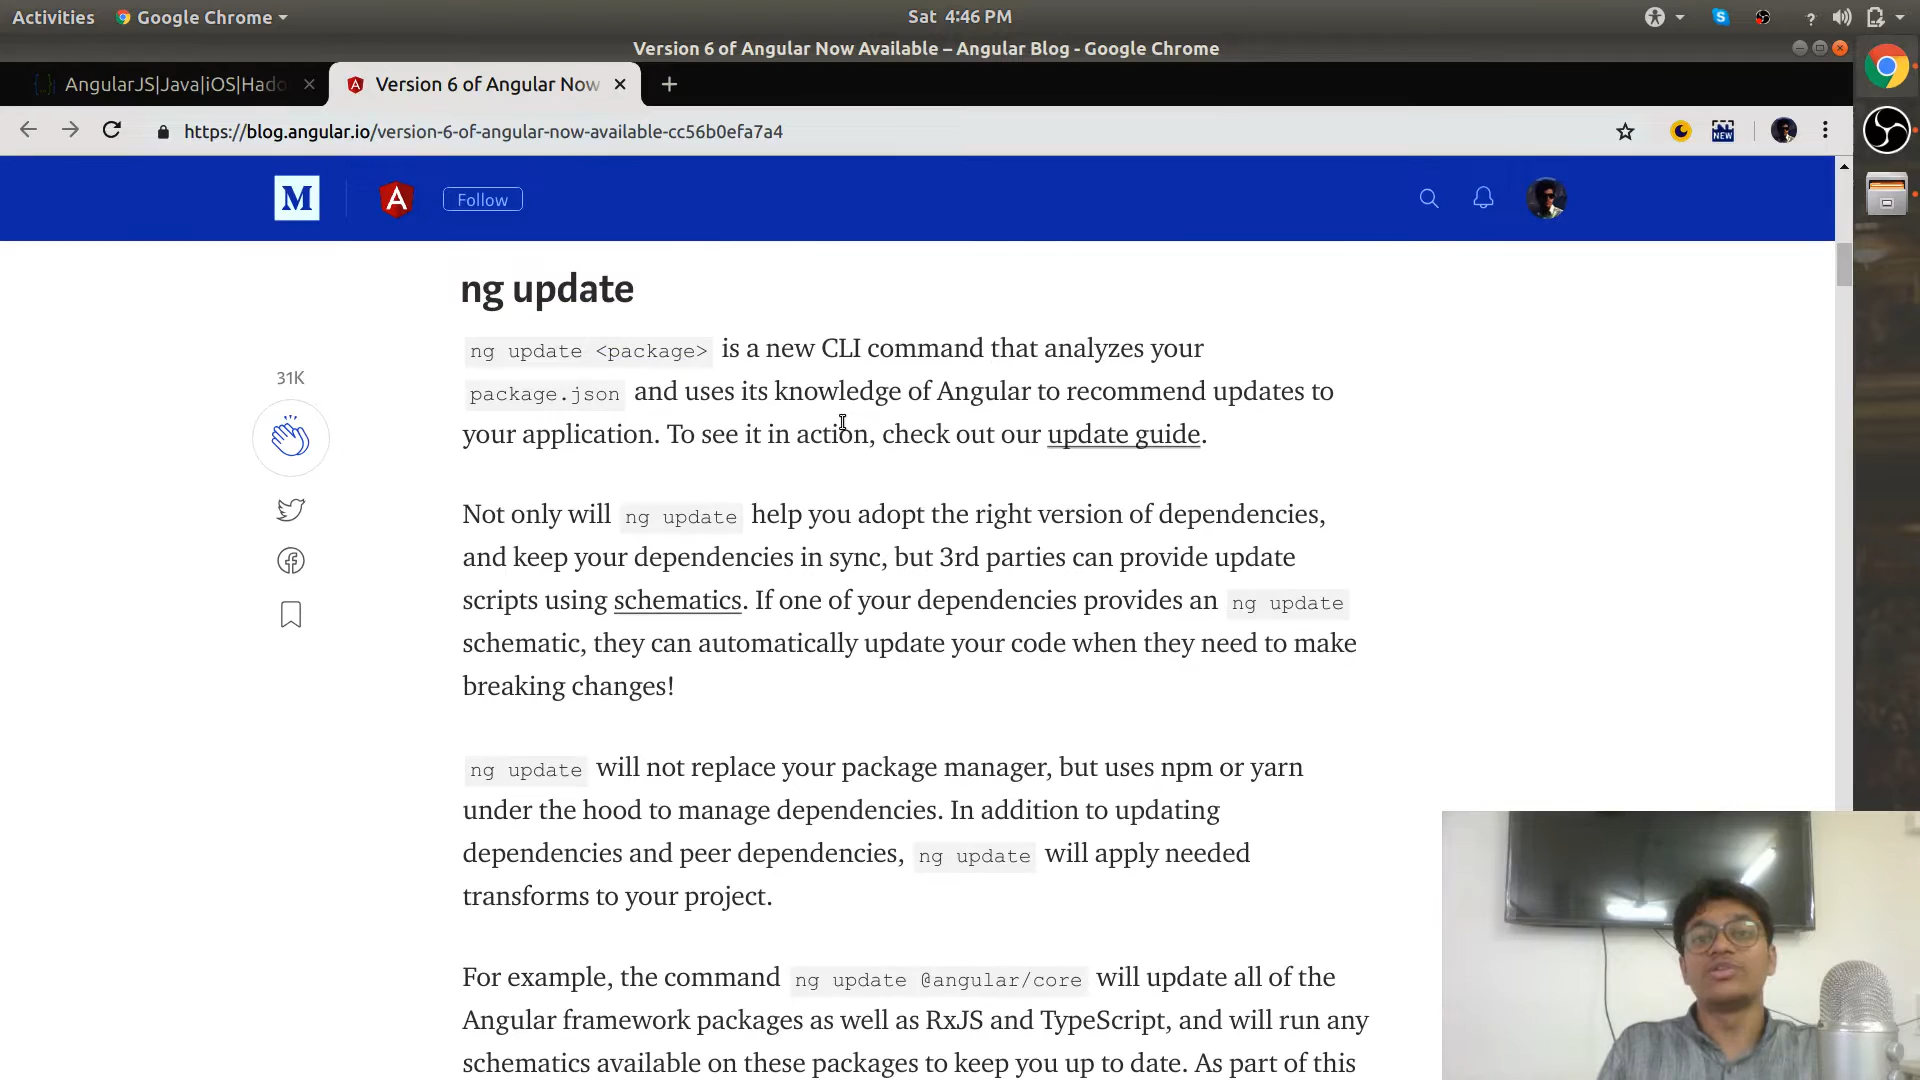 Activities
Google Chrome
Sat 4:46 PM
?
Version 6 of Angular Now Available – Angular Blog - Google Chrome
AngularJS|Java|iOS|Hado
Version 6 of Angular Now
https://blog.angular.io/version-6-of-angular-now-available-cc56b0efa7a4
NEW
M
A
Follow
ng update
ng update <package> is a new CLI command that analyzes your
package.json and uses its knowledge of Angular to recommend updates to
your application. To see it in action, check out our update guide.
31K
Not only will ng update help you adopt the right version of dependencies,
and keep your dependencies in sync, but 3rd parties can provide update
scripts using schematics. If one of your dependencies provides an ng update
schematic, they can automatically update your code when they need to make
breaking changes!
ng update will not replace your package manager, but uses npm or yarn
under the hood to manage dependencies. In addition to updating
dependencies and peer dependencies, ng update will apply needed
transforms to your project.
For example, the command ng update @angular/core will update all of the
Angular framework packages as well as RxJS and TypeScript, and will run any
schematics available on these packages to keep you up to date. As part of this